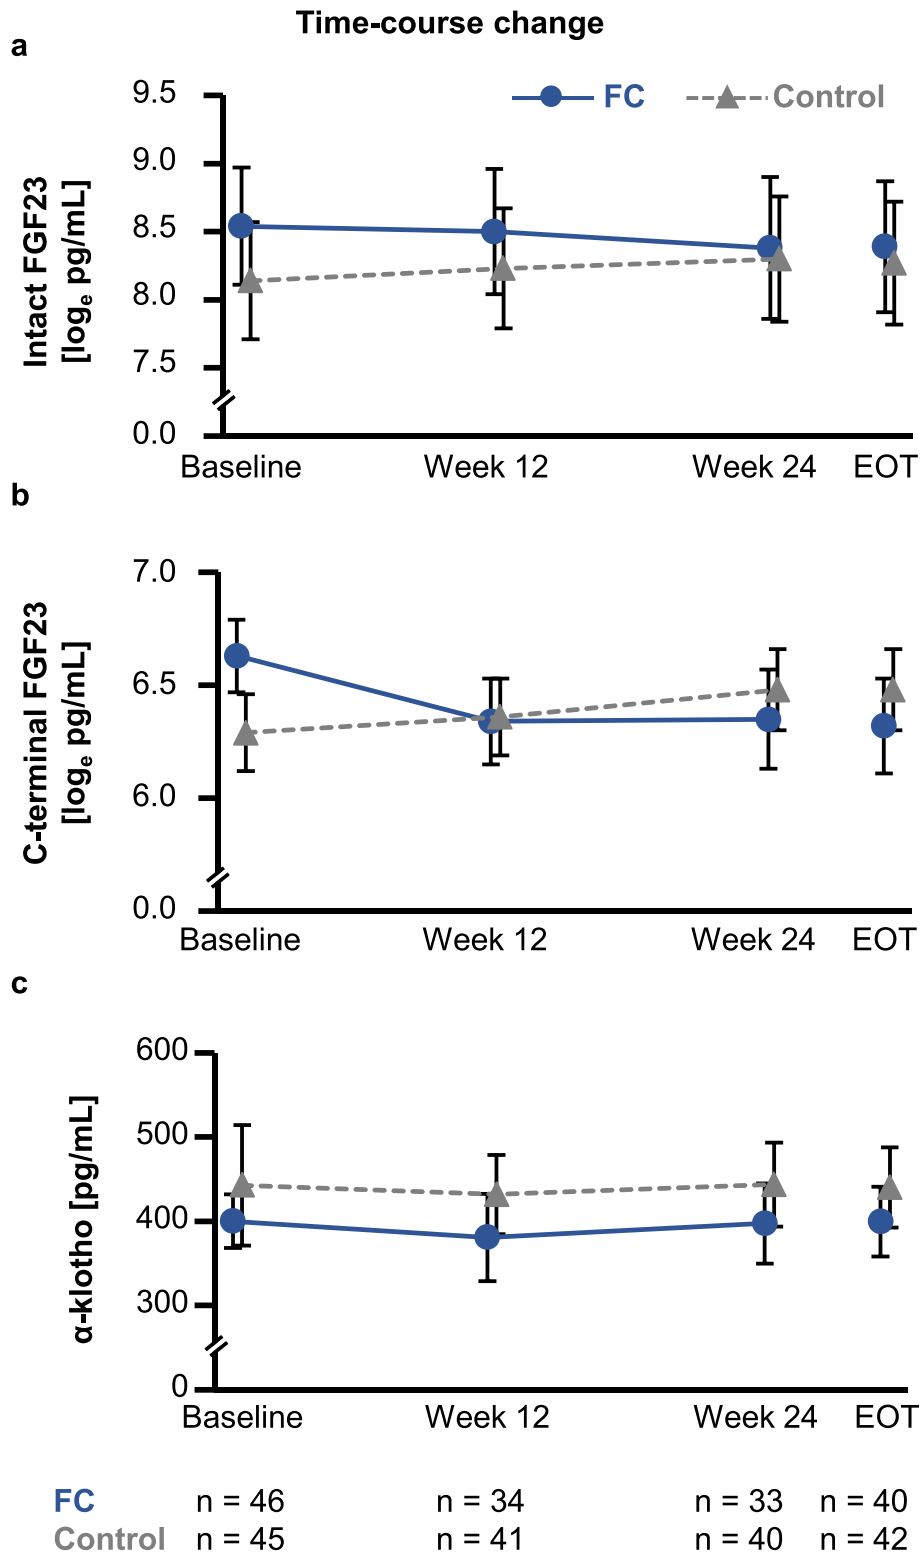 Time-course change
a
FC
Control
Intact FGF23
[logₑ pg/mL]
9.5
9.0
8.5
8.0
7.5
0.0
Baseline Week 12 Week 24 EOT
b
C-terminal FGF23
[logₑ pg/mL]
7.0
6.5
6.0
0.0
Baseline Week 12 Week 24 EOT
c
α-klotho [pg/mL]
600
500
400
300
0
Baseline Week 12 Week 24 EOT
FC n = 46 n = 34 n = 33 n = 40
Control n = 45 n = 41 n = 40 n = 42